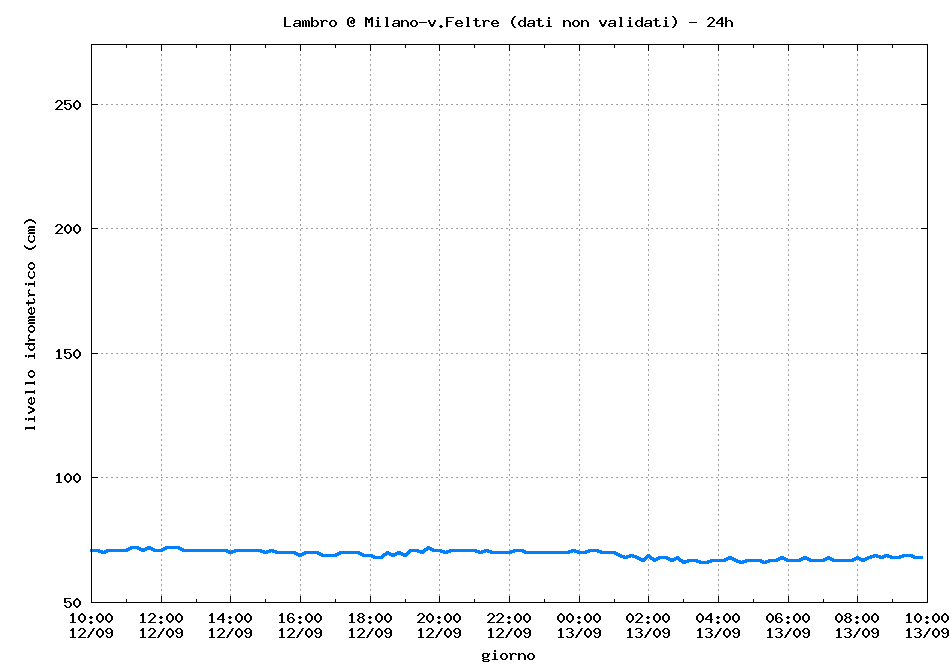 Lambro @ Milano-v.Feltre (dati non validati) - 24h
250
200
150
100
50
livello idrometrico (cm)
10:00 12:00 14:00 16:00 18:00 20:00 22:00 00:00 02:00 04:00 06:00 08:00 10:00
12/09 12/09 12/09 12/09 12/09 12/09 12/09 13/09 13/09 13/09 13/09 13/09 13/09
giorno